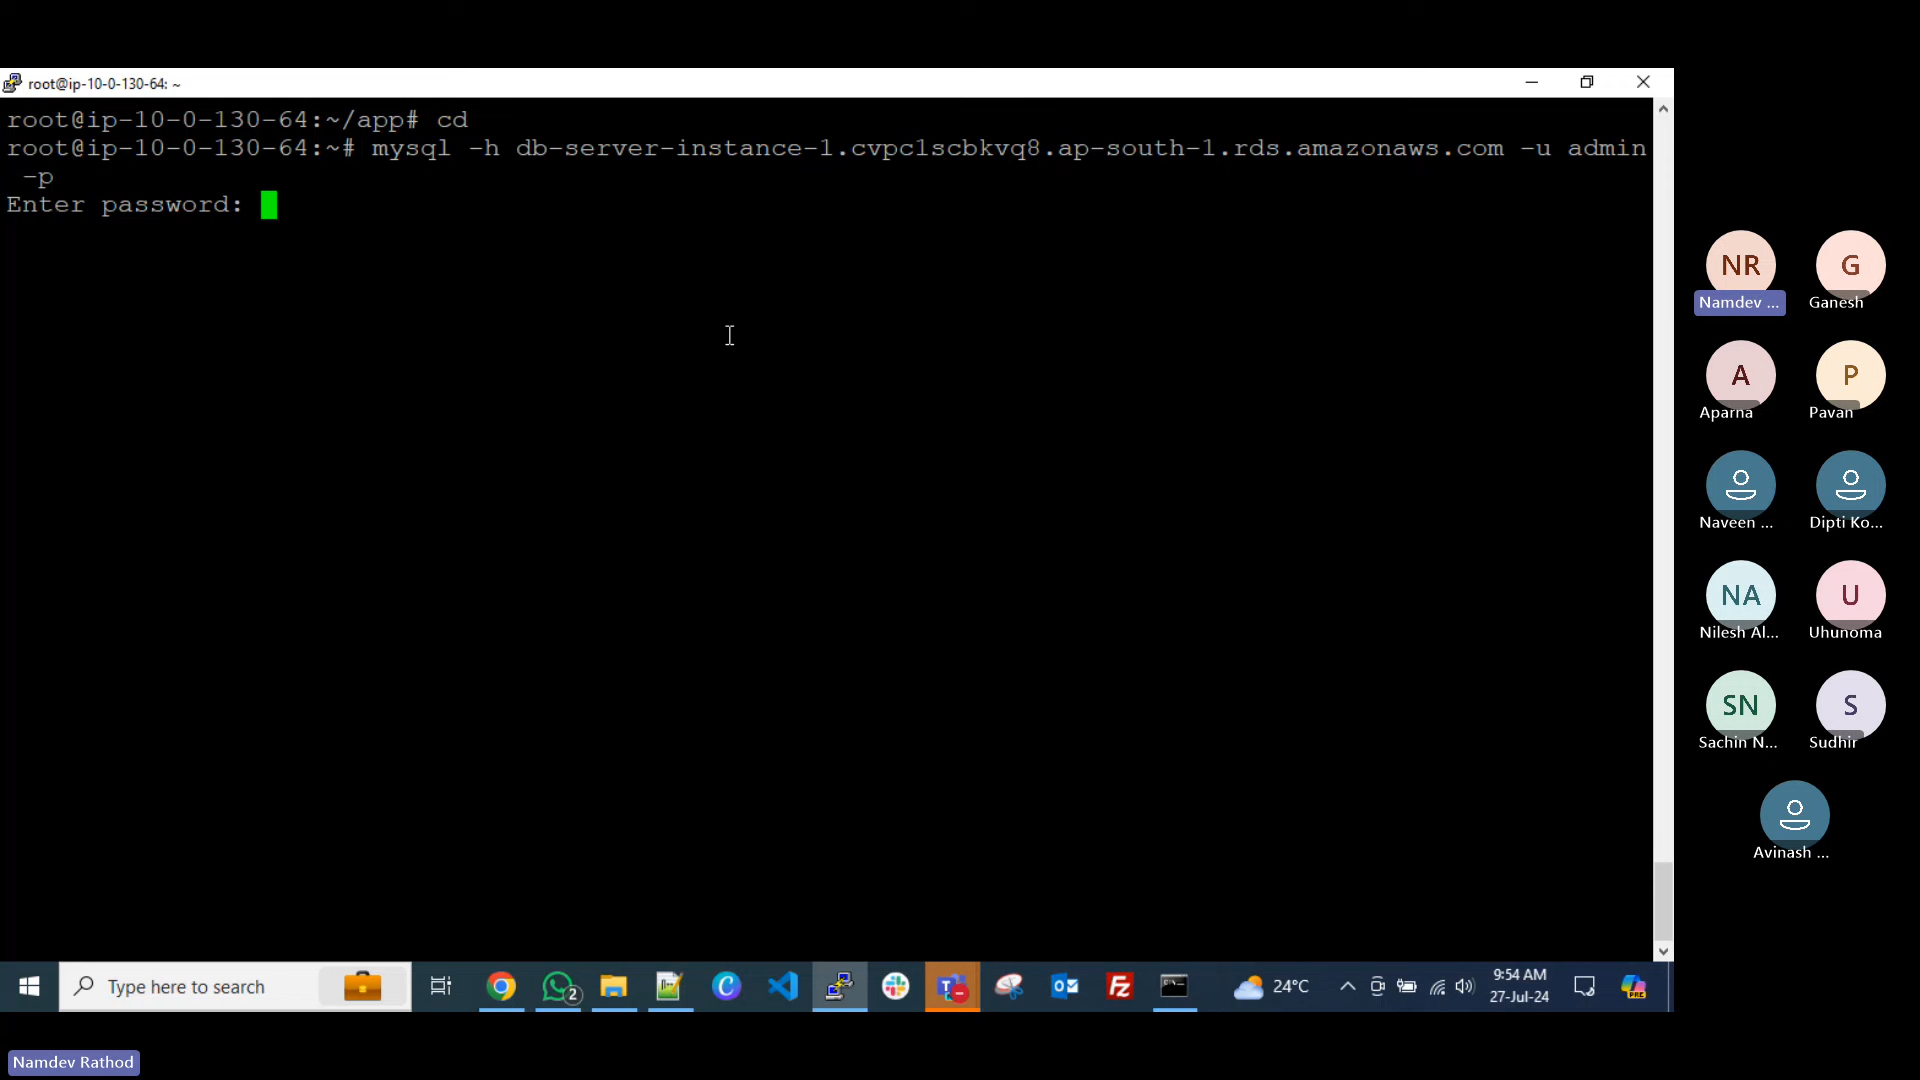 root@ip-10-0-130-64: ~
root@ip-10-0-130-64:~/app# cd
root@ip-10-0-130-64:~# mysql -h db-server-instance-1.cvpc1scbkvq8.ap-south-1.rds.amazonaws.com -u admin
-p
Enter password:
NR
Namdev ...
G
Ganesh
A
Aparna
P
Pavan
Naveen ...
Dipti Ko...
NA
Nilesh Al...
U
Uhunoma
SN
Sachin N...
S
Sudhir
Avinash ...
Type here to search
2
24°C
9:54 AM
27-Jul-24
Namdev Rathod